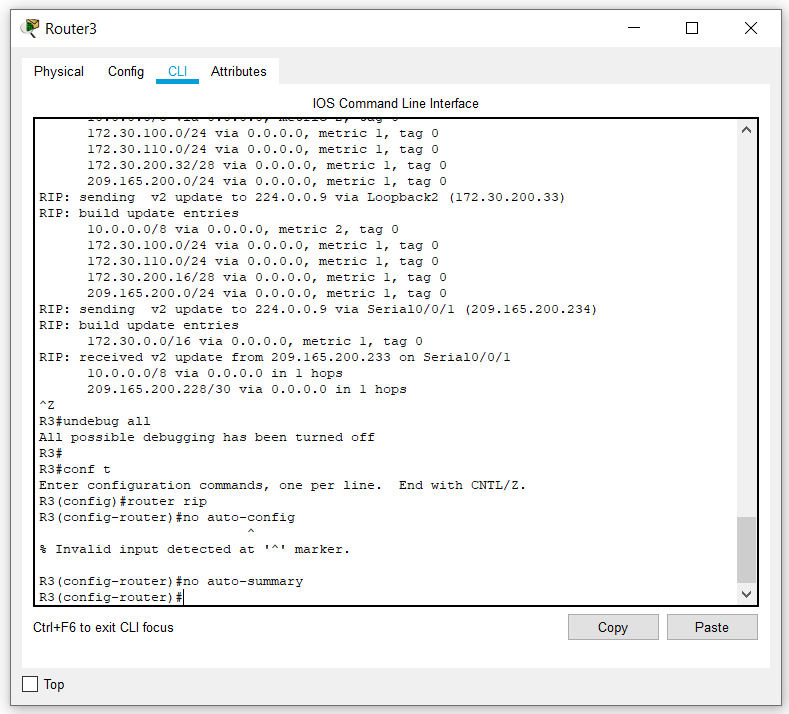 Router3
Physical Config CLI Attributes
IOS Command Line Interface
172.30.100.0/24 via 0.0.0.0, metric 1, tag 0
172.30.110.0/24 via 0.0.0.0, metric 1, tag 0
172.30.200.32/28 via 0.0.0.0, metric 1, tag 0
209.165.200.0/24 via 0.0.0.0, metric 1, tag 0
RIP: sending  v2 update to 224.0.0.9 via Loopback2 (172.30.200.33)
RIP: build update entries
10.0.0.0/8 via 0.0.0.0, metric 2, tag 0
172.30.100.0/24 via 0.0.0.0, metric 1, tag 0
172.30.110.0/24 via 0.0.0.0, metric 1, tag 0
172.30.200.16/28 via 0.0.0.0, metric 1, tag 0
209.165.200.0/24 via 0.0.0.0, metric 1, tag 0
RIP: sending  v2 update to 224.0.0.9 via Serial0/0/1 (209.165.200.234)
RIP: build update entries
172.30.0.0/16 via 0.0.0.0, metric 1, tag 0
RIP: received v2 update from 209.165.200.233 on Serial0/0/1
10.0.0.0/8 via 0.0.0.0 in 1 hops
209.165.200.228/30 via 0.0.0.0 in 1 hops
^Z
R3#undebug all
All possible debugging has been turned off
R3#
R3#conf t
Enter configuration commands, one per line.  End with CNTL/Z.
R3(config)#router rip
R3(config-router)#no auto-config
^
% Invalid input detected at '^' marker.
R3(config-router)#no auto-summary
R3(config-router)#
Ctrl+F6 to exit CLI focus
Copy Paste
Top